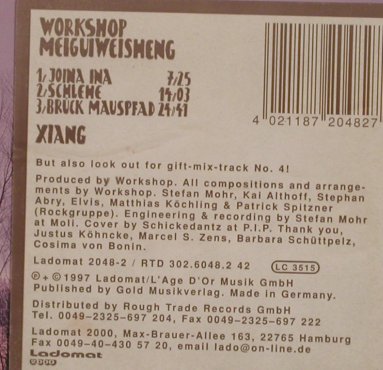 WORKSHOP
MEIGUIWEISHENG
1/ JOINA INA 7/25
2/ SCHLEHE 14/03
3/ BRUCK MAUSPFAD 24/41
XIANG
4 021187 204827
But also look out for gift-mix-track No. 4!
Produced by Workshop. All compositions and arrange-
ments by Workshop. Stefan Mohr, Kai Althoff, Stephan
Abry, Elvis, Matthias Köchling & Patrick Spitzner
(Rockgruppe). Engineering & recording by Stefan Mohr
at Moli. Cover by Schickedantz at P.I.P. Thank you,
Justus Köhncke, Marcel S. Zens, Barbara Schüttpelz,
Cosima von Bonin.
Ladomat 2048-2 / RTD 302.6048.2 42 LC 3515
℗ + © 1997 Ladomat/L'Age D'Or Musik GmbH
Published by Gold Musikverlag. Made in Germany.
Distributed by Rough Trade Records GmbH
Tel. 0049-2325-697 204, Fax 0049-2325-697 222
Ladomat 2000, Max-Brauer-Allee 163, 22765 Hamburg
Fax 0049-40-430 57 20, email lado@on-line.de
Ladomat
2000